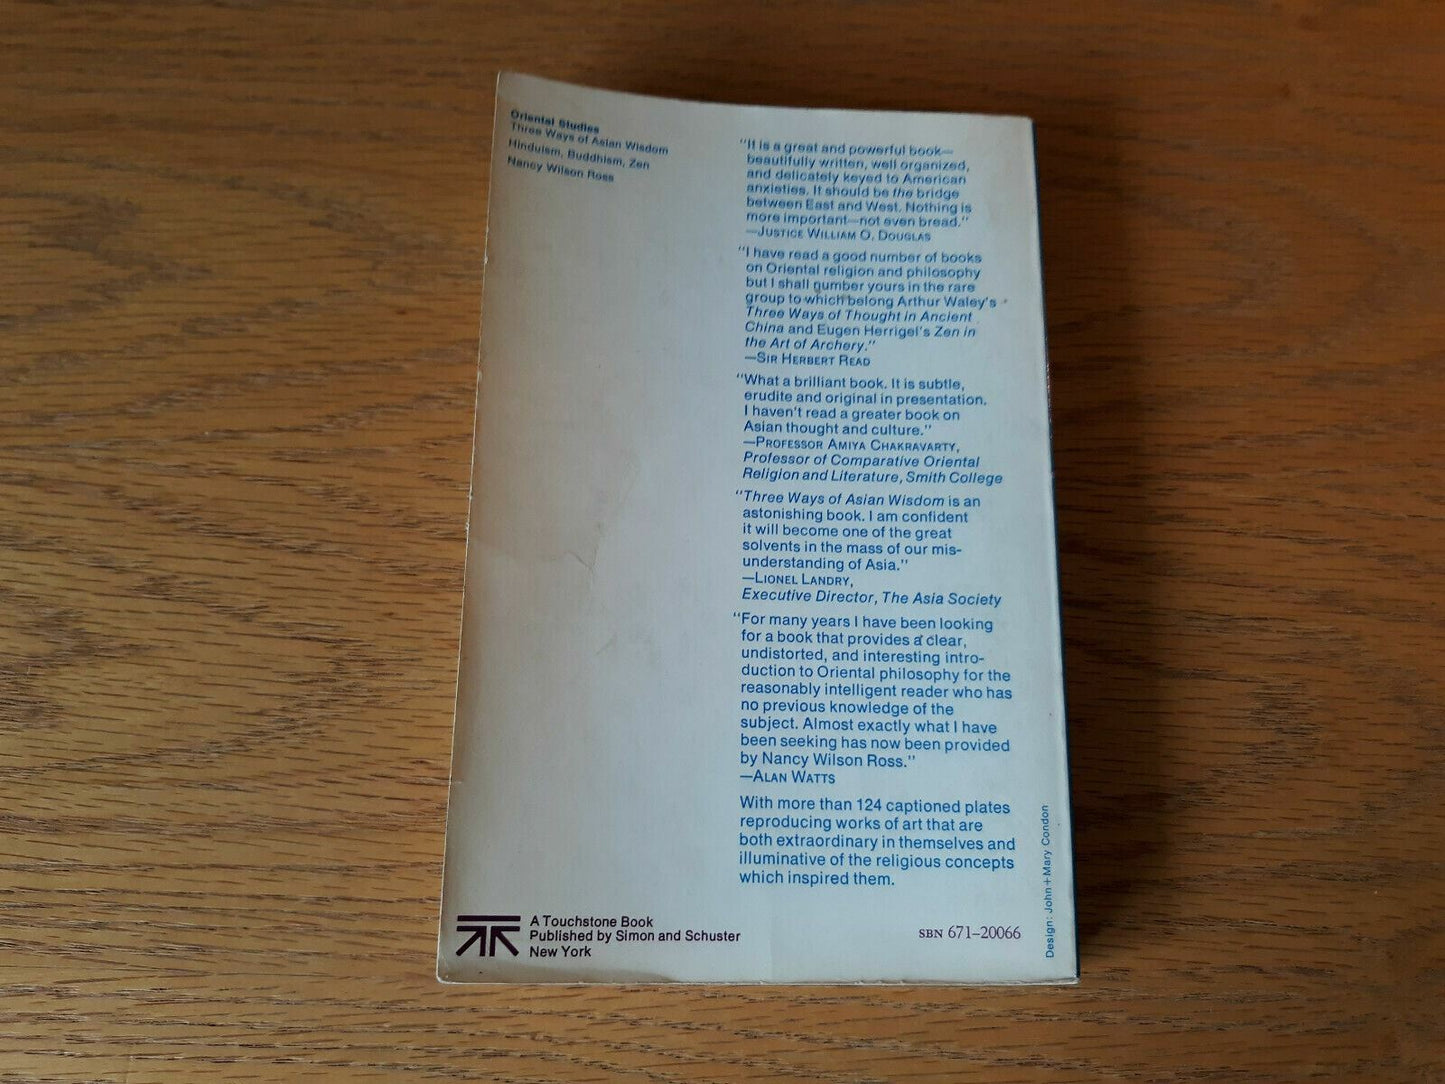 Oriental Studies
Three Ways of Asian Wisdom
Hinduism, Buddhism, Zen
Nancy Wilson Ross
"It is a great and powerful book—
beautifully written, well organized,
and delicately keyed to American
anxieties. It should be the bridge
between East and West. Nothing is
more important—not even bread."
—JUSTICE WILLIAM O. DOUGLAS
"I have read a good number of books
on Oriental religion and philosophy
but I shall number yours in the rare
group to which belong Arthur Waley's
Three Ways of Thought in Ancient
China and Eugen Herrigel's Zen in
the Art of Archery."
—SIR HERBERT READ
"What a brilliant book. It is subtle,
erudite and original in presentation.
I haven't read a greater book on
Asian thought and culture."
—PROFESSOR AMIYA CHAKRAVARTY,
Professor of Comparative Oriental
Religion and Literature, Smith College
"Three Ways of Asian Wisdom is an
astonishing book. I am confident
it will become one of the great
solvents in the mass of our mis-
understanding of Asia."
—LIONEL LANDRY,
Executive Director, The Asia Society
"For many years I have been looking
for a book that provides a clear,
undistorted, and interesting intro-
duction to Oriental philosophy for the
reasonably intelligent reader who has
no previous knowledge of the
subject. Almost exactly what I have
been seeking has now been provided
by Nancy Wilson Ross."
—ALAN WATTS
With more than 124 captioned plates
reproducing works of art that are
both extraordinary in themselves and
illuminative of the religious concepts
which inspired them.
A Touchstone Book
Published by Simon and Schuster
New York
SBN 671–20066
Design: John + Mary Condon